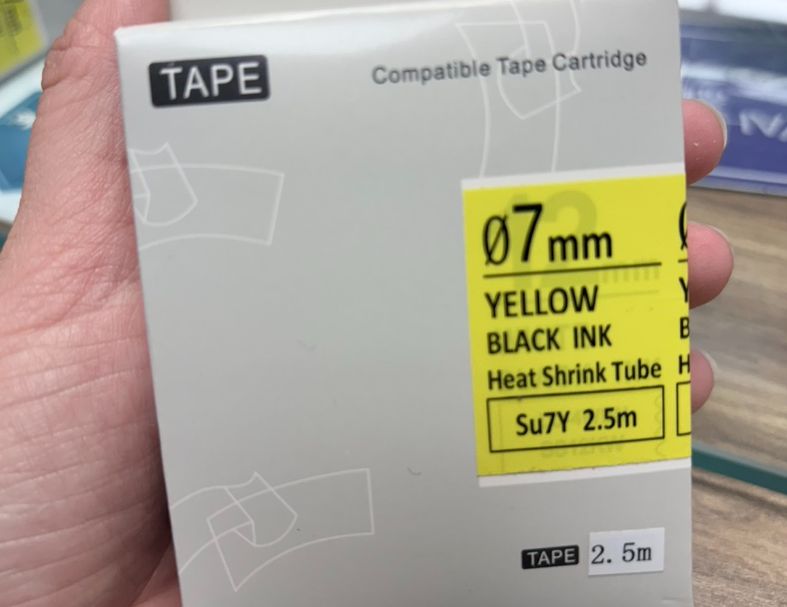 TAPE
Compatible Tape Cartridge
Ø7mm
YELLOW
BLACK INK
Heat Shrink Tube
Su7Y 2.5m
TAPE 2.5m